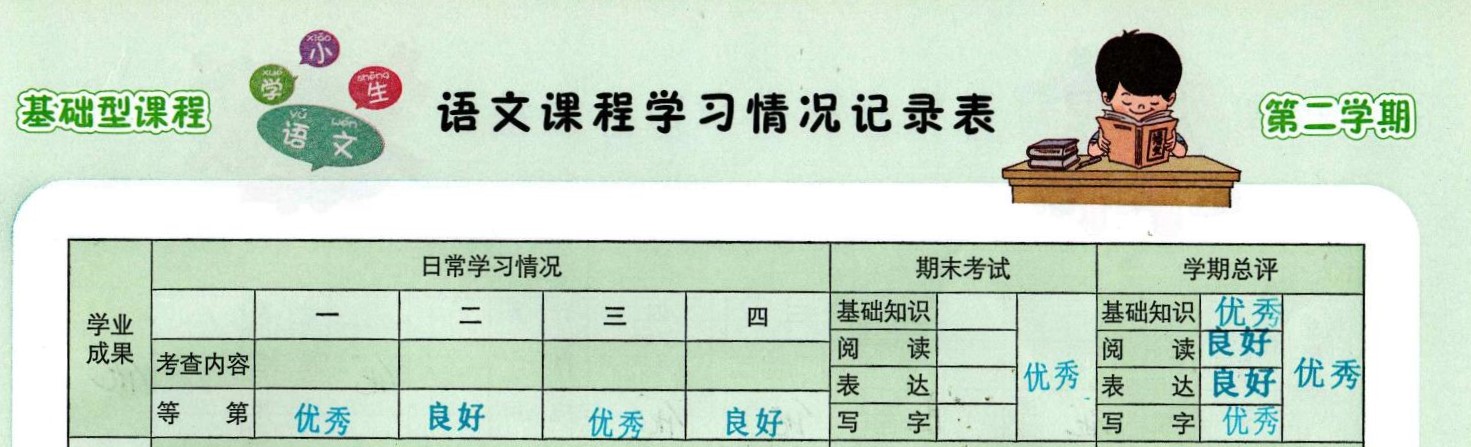 基础型课程
xiǎo
小
xué
学
shēng
生
yǔ wén
语文
语文课程学习情况记录表
语文
第二学期
学业成果 日常学习情况 期末考试 学期总评
一 二 三 四 基础知识 基础知识 优秀
考查内容 阅读 阅读 良好
表达 优秀 表达 良好 优秀
等第 优秀 良好 优秀 良好 写字 写字 优秀